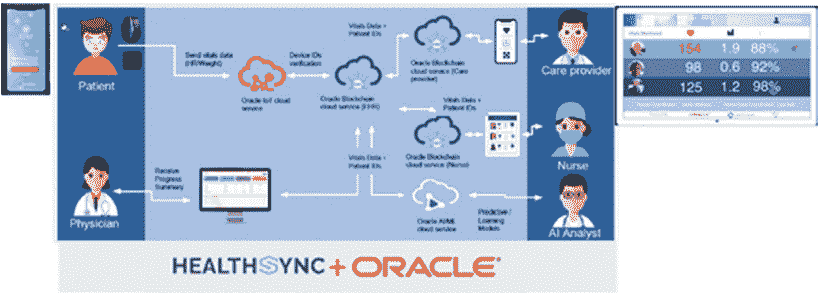 Patient
Send vitals data
(HR/Weight)
Oracle IoT cloud
service
Device IDs
verification
Oracle Blockchain
cloud service (EHR)
Vitals Data +
Patient IDs
Oracle Blockchain
cloud service (Care
provider)
Care provider
154 1.9 88%
98 0.6 92%
125 1.2 98%
Vitals Data +
Patient IDs
Oracle Blockchain
cloud service (Nurse)
Nurse
Physician
Receive
Progress
Summary
Vitals Data +
Patient IDs
Oracle AI/ML
cloud service
Predictive /
Learning
Models
AI Analyst
HEALTHSYNC + ORACLE®